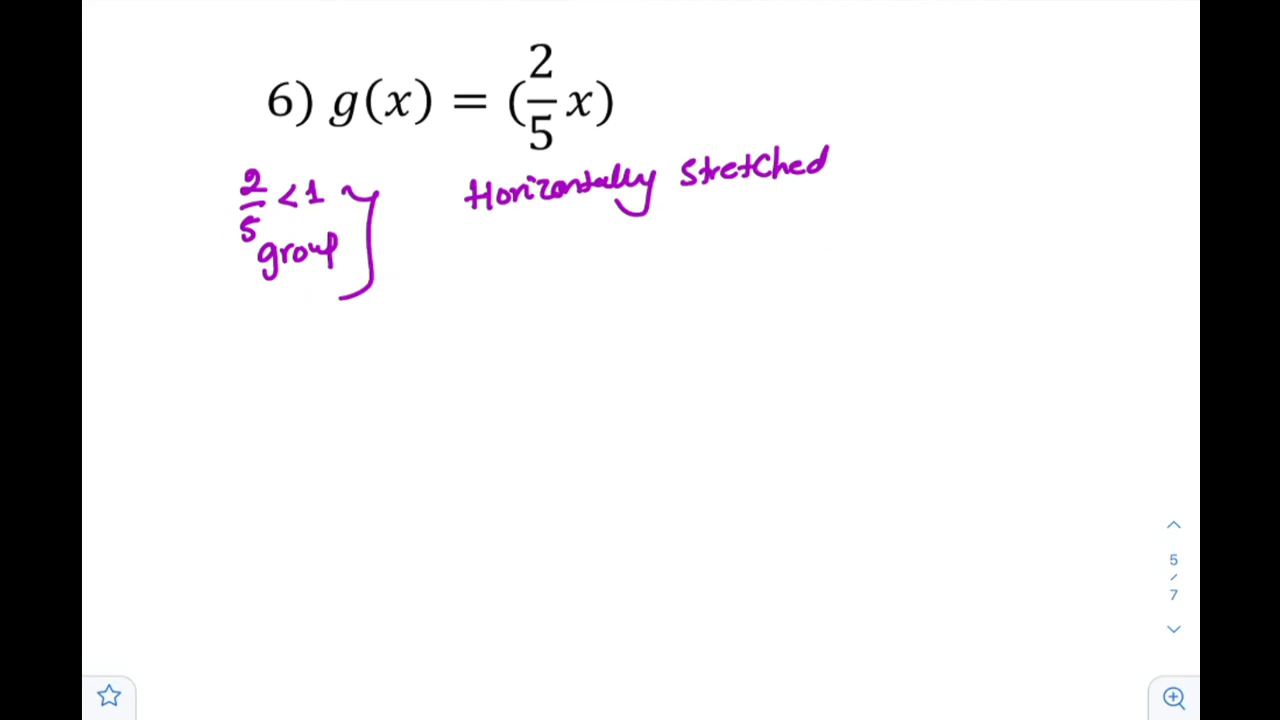 6) g(x) = (2/5 x)
2/5 < 1
group
Horizontally Stretched
5
/
7